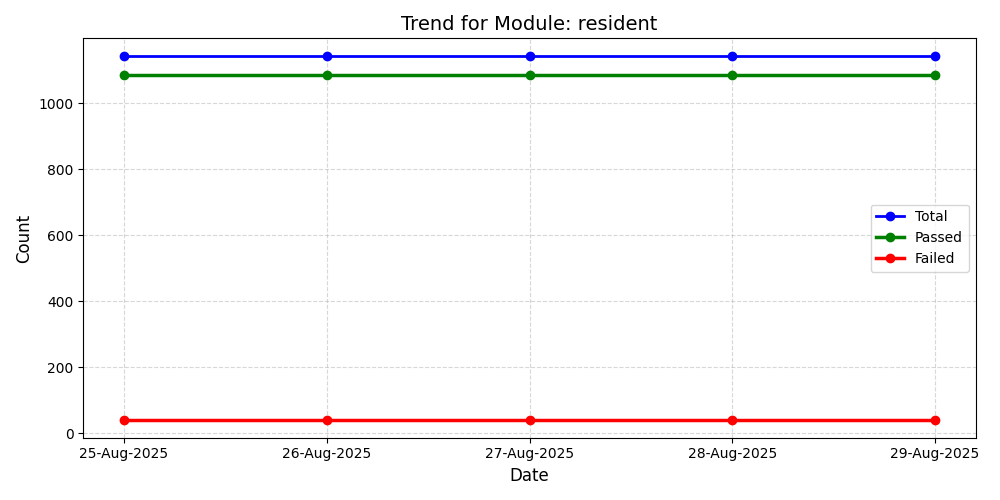 Trend for Module: resident
Count
1000
800
600
400
200
0
Total
Passed
Failed
25-Aug-2025
26-Aug-2025
27-Aug-2025
28-Aug-2025
29-Aug-2025
Date